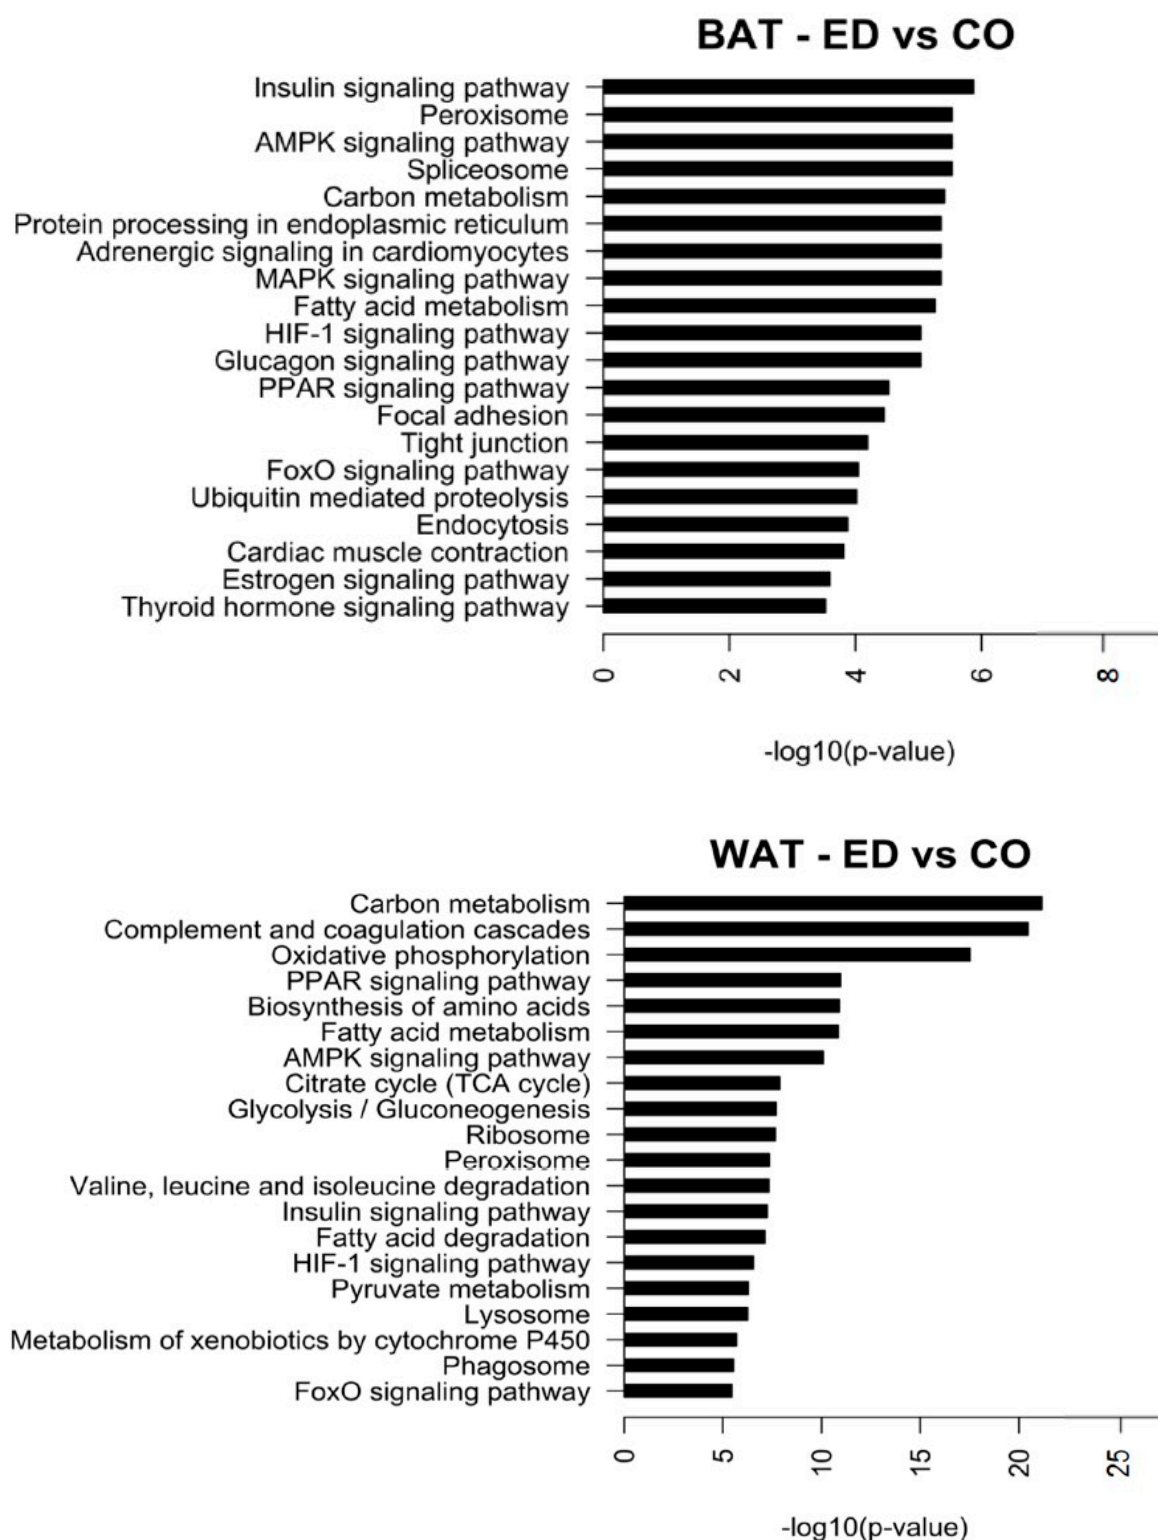 BAT - ED vs CO
Insulin signaling pathway
Peroxisome
AMPK signaling pathway
Spliceosome
Carbon metabolism
Protein processing in endoplasmic reticulum
Adrenergic signaling in cardiomyocytes
MAPK signaling pathway
Fatty acid metabolism
HIF-1 signaling pathway
Glucagon signaling pathway
PPAR signaling pathway
Focal adhesion
Tight junction
FoxO signaling pathway
Ubiquitin mediated proteolysis
Endocytosis
Cardiac muscle contraction
Estrogen signaling pathway
Thyroid hormone signaling pathway
0 2 4 6 8
-log10(p-value)
WAT - ED vs CO
Carbon metabolism
Complement and coagulation cascades
Oxidative phosphorylation
PPAR signaling pathway
Biosynthesis of amino acids
Fatty acid metabolism
AMPK signaling pathway
Citrate cycle (TCA cycle)
Glycolysis / Gluconeogenesis
Ribosome
Peroxisome
Valine, leucine and isoleucine degradation
Insulin signaling pathway
Fatty acid degradation
HIF-1 signaling pathway
Pyruvate metabolism
Lysosome
Metabolism of xenobiotics by cytochrome P450
Phagosome
FoxO signaling pathway
0 5 10 15 20 25
-log10(p-value)